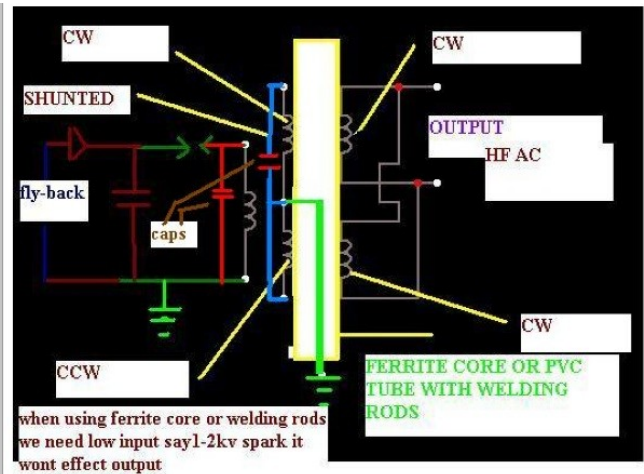 CW
CW
SHUNTED
OUTPUT
HF AC
fly-back
caps
CW
CCW
FERRITE CORE OR PVC
TUBE WITH WELDING
RODS
when using ferrite core or welding rods
we need low input say1-2kv spark it
wont effect output